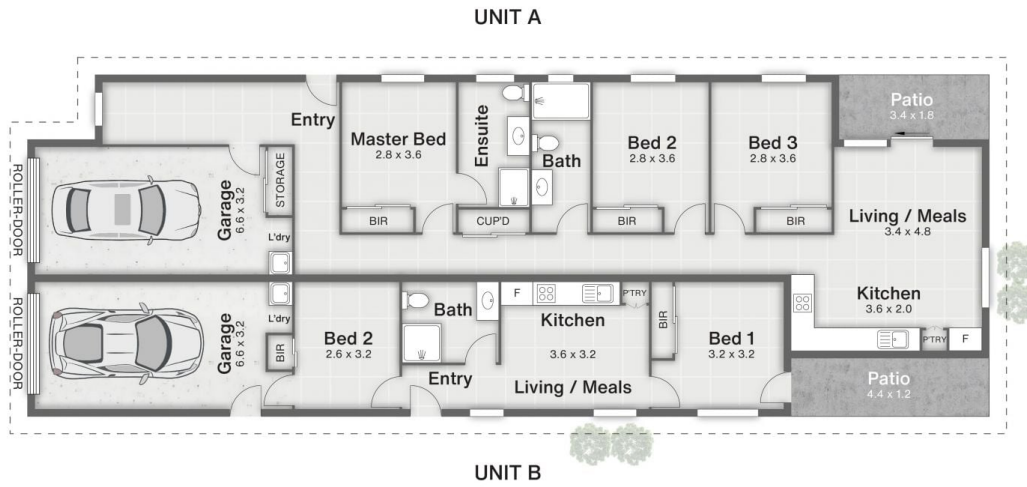 UNIT A
Patio
3.4 x 1.8
Entry
Master Bed
2.8 x 3.6
Ensuite
Bath
Bed 2
2.8 x 3.6
Bed 3
2.8 x 3.6
ROLLER-DOOR
Garage
6.8 x 3.2
STORAGE
L'dry
BIR
CUP'D
BIR
BIR
Living / Meals
3.4 x 4.8
Kitchen
3.6 x 2.0
P'TRY
F
ROLLER-DOOR
Garage
6.6 x 3.2
L'dry
BIR
Bed 2
2.6 x 3.2
Bath
Entry
F
P'TRY
Kitchen
3.6 x 3.2
Living / Meals
BIR
Bed 1
3.2 x 3.2
Patio
4.4 x 1.2
UNIT B